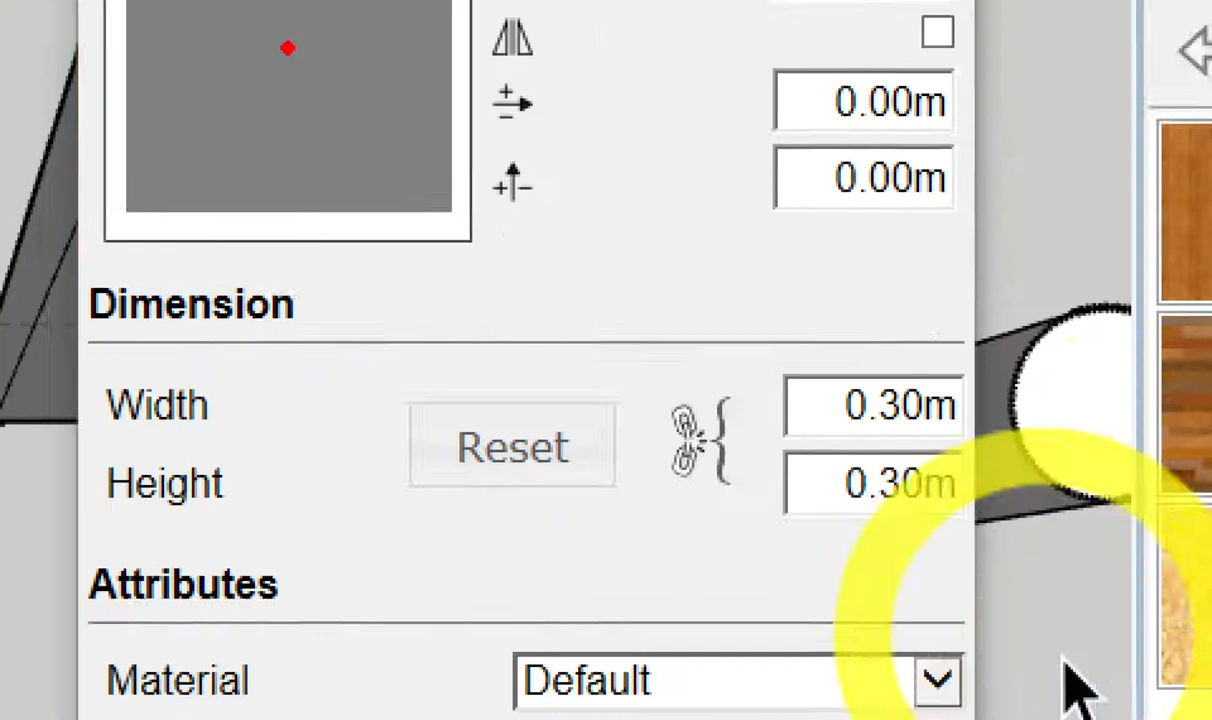 0.00m
0.00m
Dimension
Width
0.30m
Reset
Height
0.30m
Attributes
Material
Default